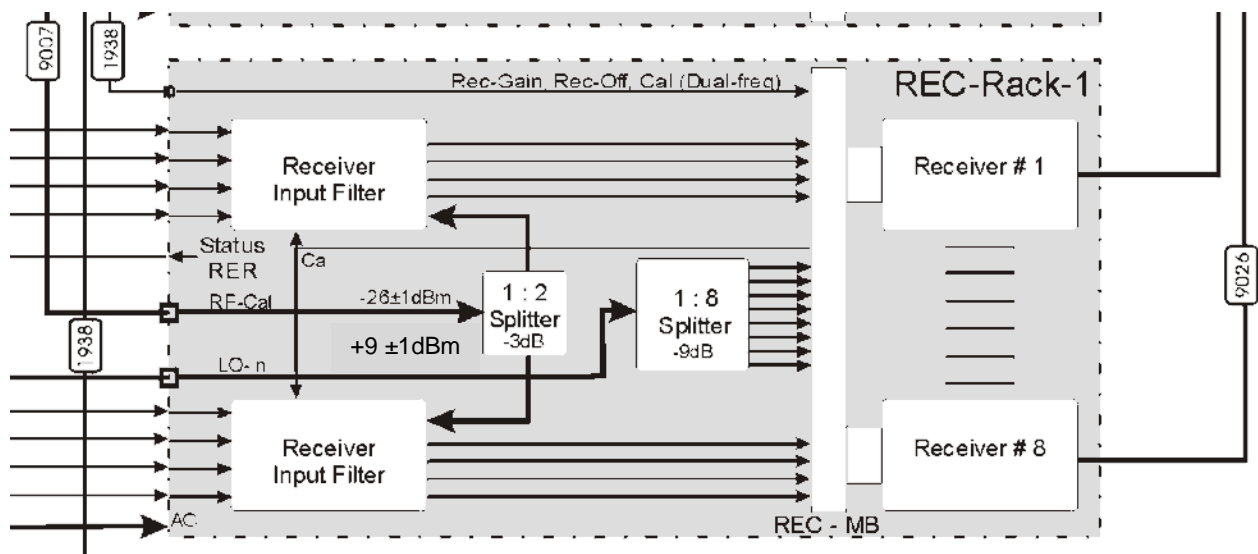 9007
1938
Rec-Gain, Rec-Off, Cal (Dual-freq)
REC-Rack-1
Receiver
Input Filter
Receiver # 1
Status
RER
Ca
RF-Cal
-26±1dBm
1 : 2
Splitter
-3dB
1 : 8
Splitter
-9dB
9026
1938
+9 ±1dBm
LO- n
Receiver
Input Filter
Receiver # 8
AC
REC - MB